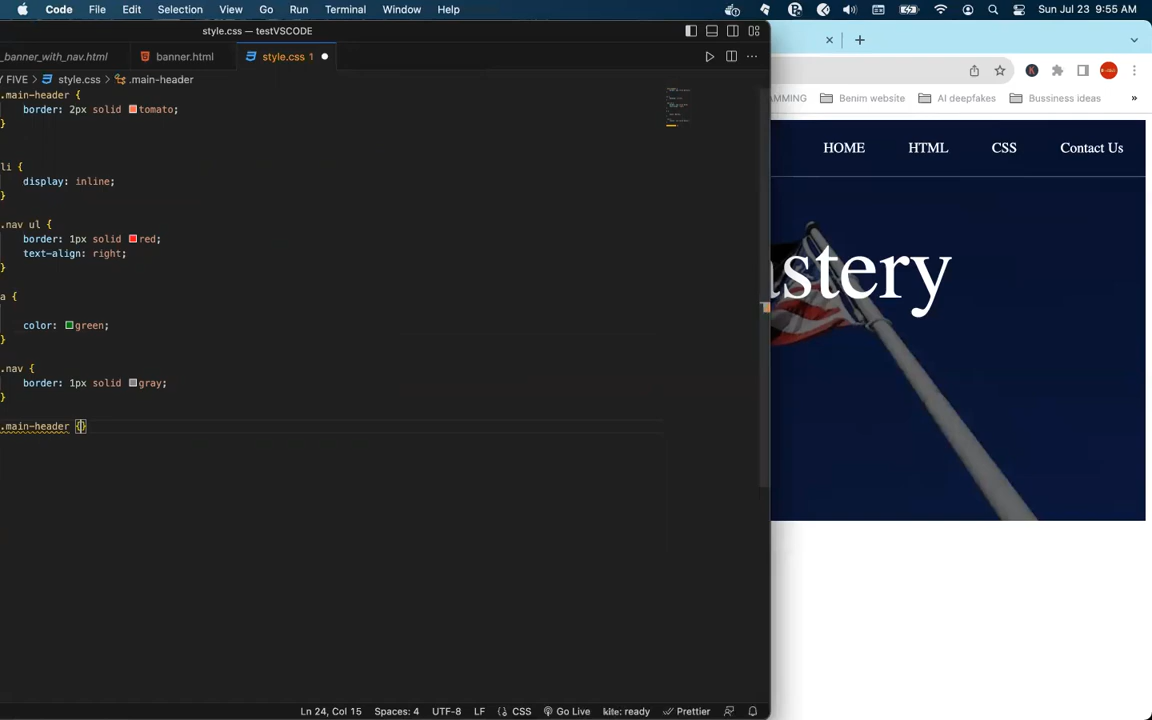 Code File Edit Selection View Go Run Terminal Window Help Sun Jul 23 9:55 AM
style.css — testVSCODE
_banner_with_nav.html banner.html style.css 1
Y FIVE > style.css > .main-header
.main-header {
border: 2px solid tomato;
}
li {
display: inline;
}
.nav ul {
border: 1px solid red;
text-align: right;
}
a {
color: green;
}
.nav {
border: 1px solid gray;
}
.main-header {}
Ln 24, Col 15 Spaces: 4 UTF-8 LF CSS Go Live kite: ready Prettier
AMMING Benim website AI deepfakes Bussiness ideas »
HOME HTML CSS Contact Us
astery